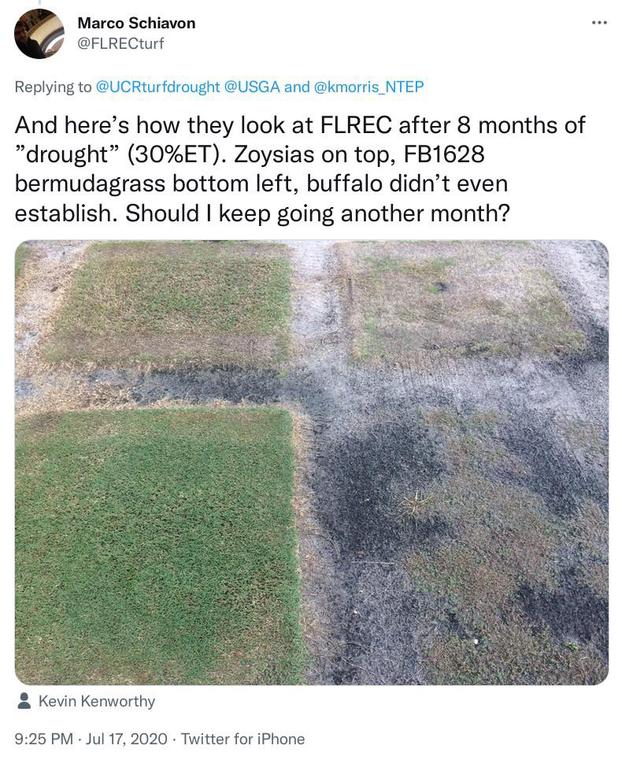 Marco Schiavon
@FLRECturf
Replying to @UCRturfdrought @USGA and @kmorris_NTEP
And here’s how they look at FLREC after 8 months of
”drought” (30%ET). Zoysias on top, FB1628
bermudagrass bottom left, buffalo didn’t even
establish. Should I keep going another month?
Kevin Kenworthy
9:25 PM · Jul 17, 2020 · Twitter for iPhone